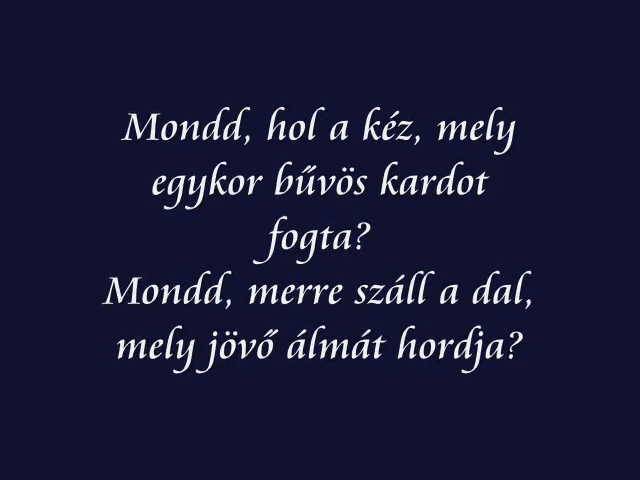 Mondd, hol a kéz, mely
egykor bűvös kardot
fogta?
Mondd, merre száll a dal,
mely jövő álmát hordja?